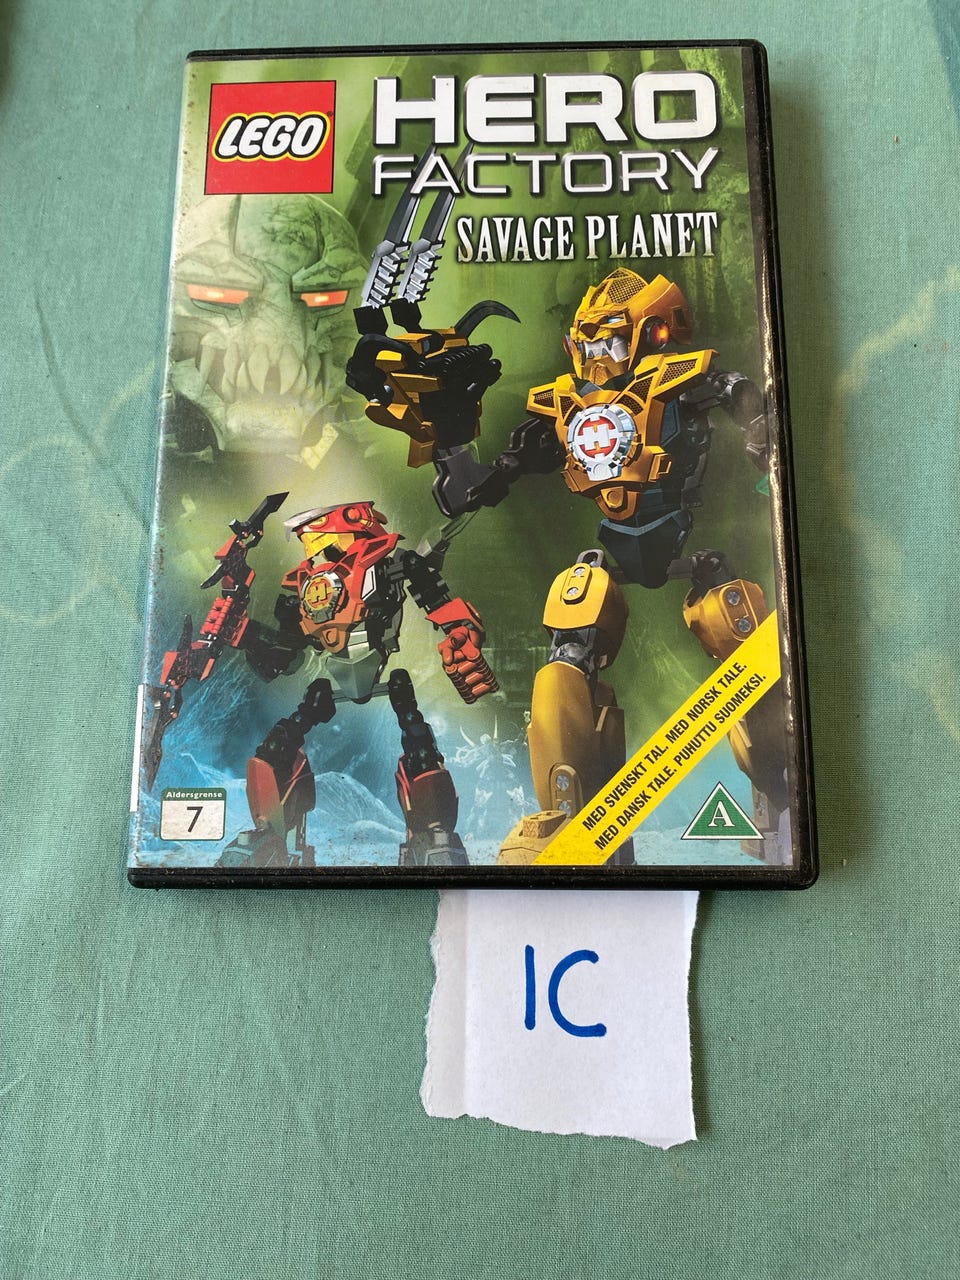 LEGO
HERO
FACTORY
SAVAGE PLANET
H
H
MED SVENSKT TAL. MED NORSK TALE.
MED DANSK TALE. PUHUTTU SUOMEKSI.
Aldersgrense
7
A
1C